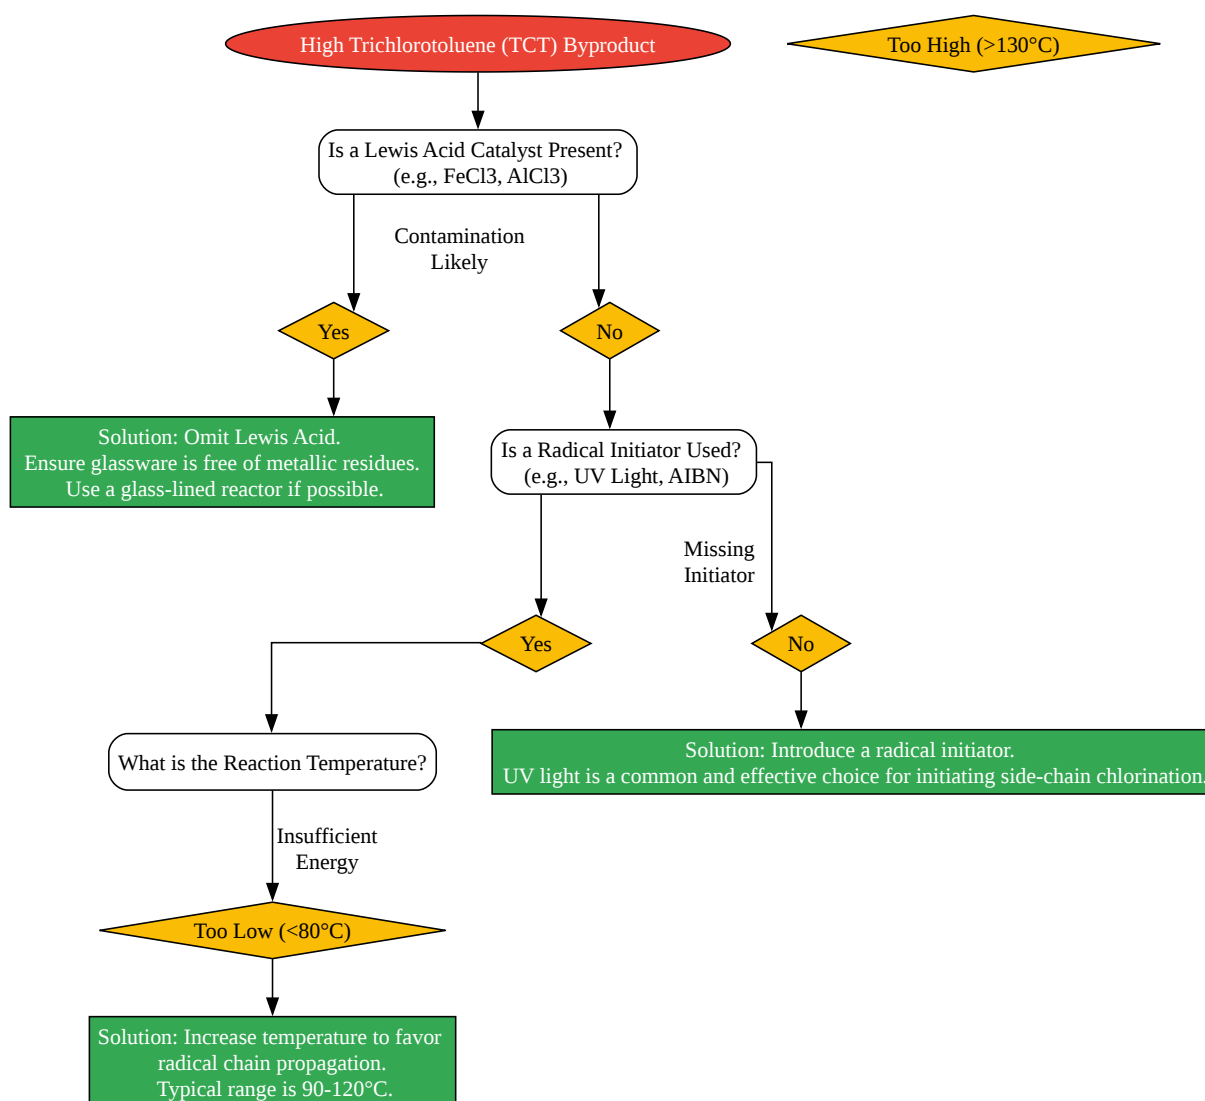 High Trichlorotoluene (TCT) Byproduct
Too High (>130°C)
Is a Lewis Acid Catalyst Present?
(e.g., FeCl3, AlCl3)
Contamination
Likely
Yes
No
Solution: Omit Lewis Acid.
Ensure glassware is free of metallic residues.
Use a glass-lined reactor if possible.
Is a Radical Initiator Used?
(e.g., UV Light, AIBN)
Missing
Initiator
Yes
No
What is the Reaction Temperature?
Solution: Introduce a radical initiator.
UV light is a common and effective choice for initiating side-chain chlorination.
Insufficient
Energy
Too Low (<80°C)
Solution: Increase temperature to favor
radical chain propagation.
Typical range is 90-120°C.